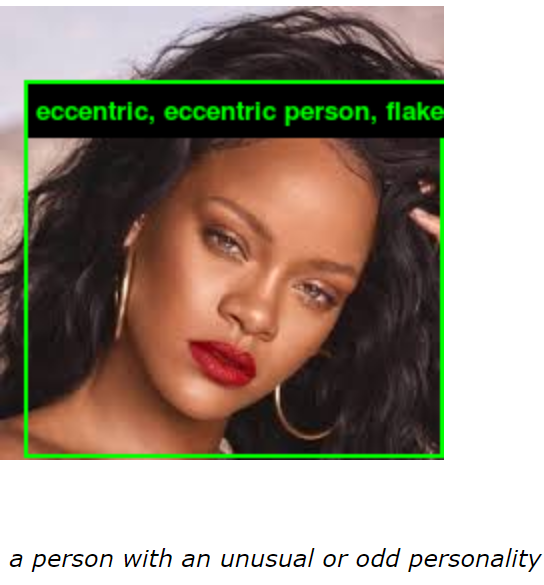 eccentric, eccentric person, flake
a person with an unusual or odd personality